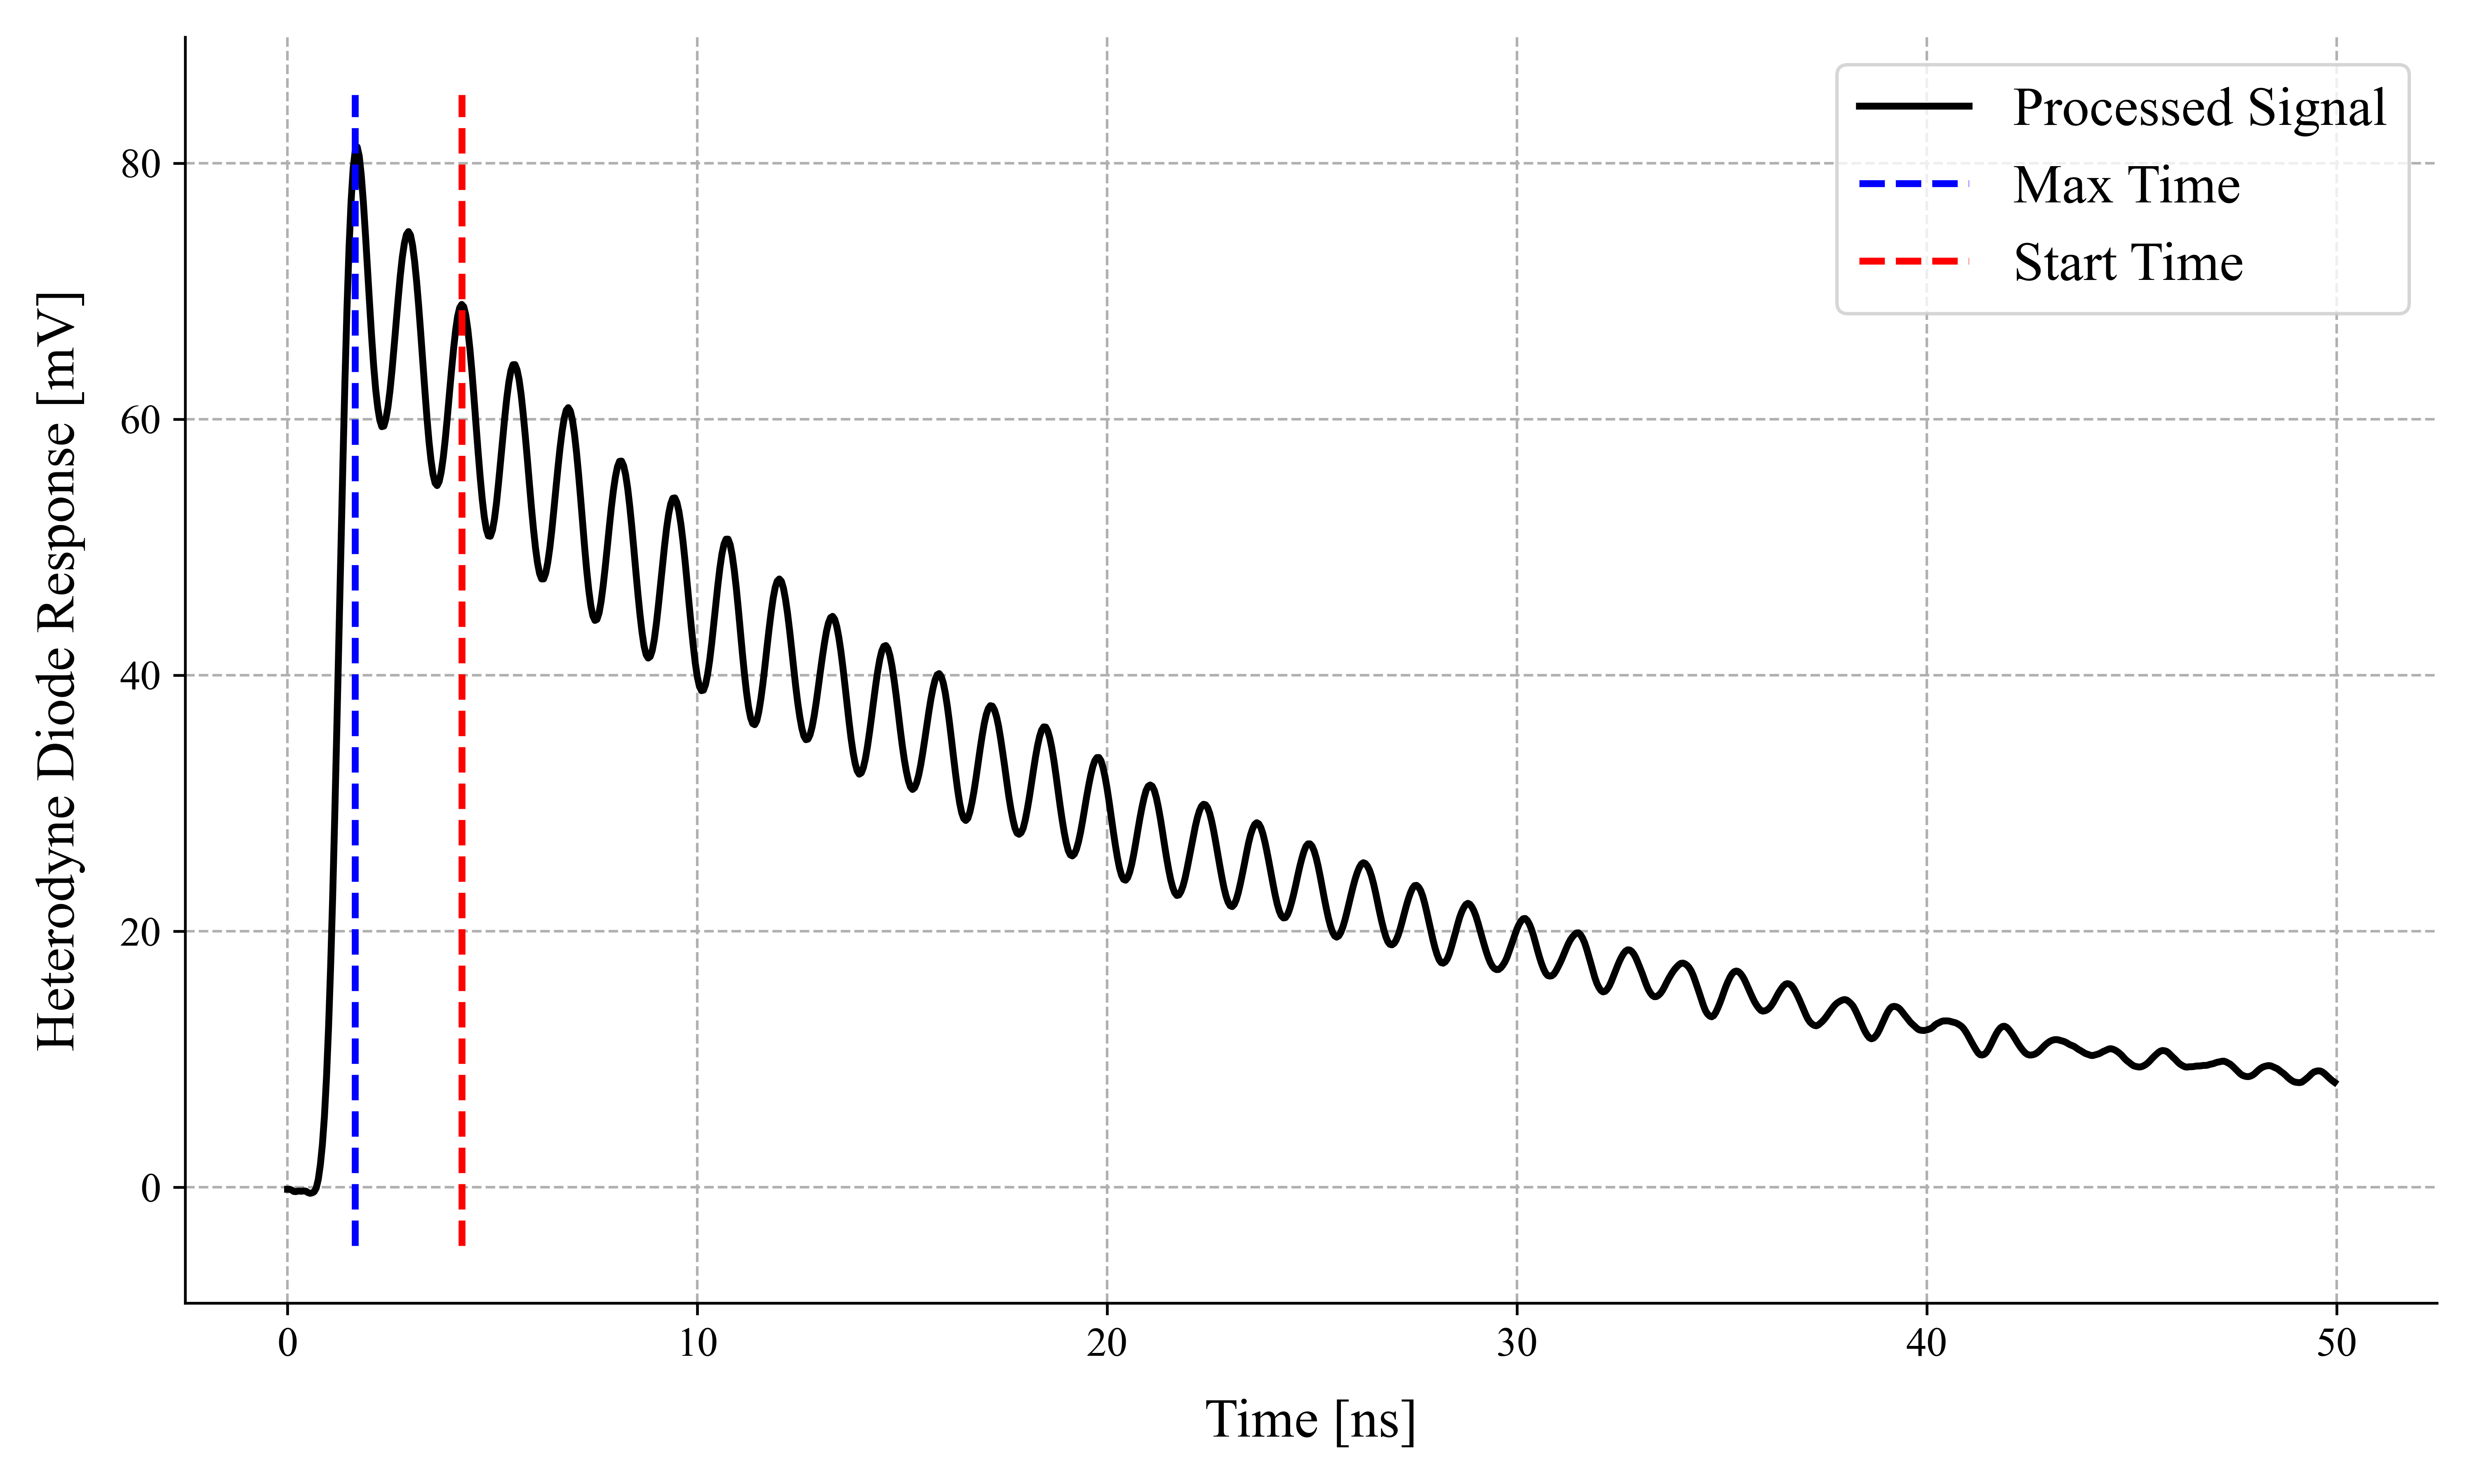 Processed Signal
Max Time
Start Time
Heterodyne Diode Response [mV]
80
60
40
20
0
0 10 20 30 40 50
Time [ns]